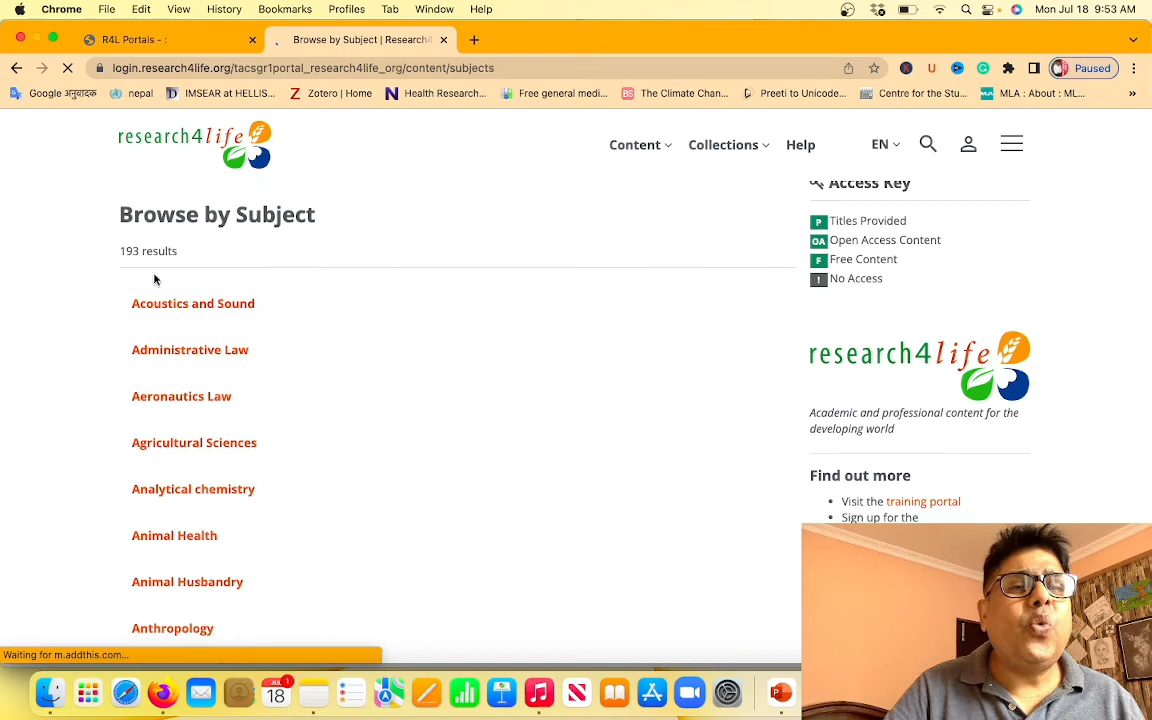 Chrome File Edit View History Bookmarks Profiles Tab Window Help Mon Jul 18 9:53 AM
R4L Portals - : Browse by Subject | Research4
login.research4life.org/tacsgr1portal_research4life_org/content/subjects Paused
Google अनुवादक nepal IMSEAR at HELLIS... Zotero | Home Health Research... Free general medi... The Climate Chan... Preeti to Unicode... Centre for the Stu... MLA : About : ML...
research4life
Content Collections Help EN
Access Key
Browse by Subject
193 results
P Titles Provided
OA Open Access Content
F Free Content
! No Access
Acoustics and Sound
Administrative Law
Aeronautics Law
Agricultural Sciences
Analytical chemistry
Animal Health
Animal Husbandry
Anthropology
research4life
Academic and professional content for the
developing world
Find out more
Visit the training portal
Sign up for the
Waiting for m.addthis.com...
JUL 18 1